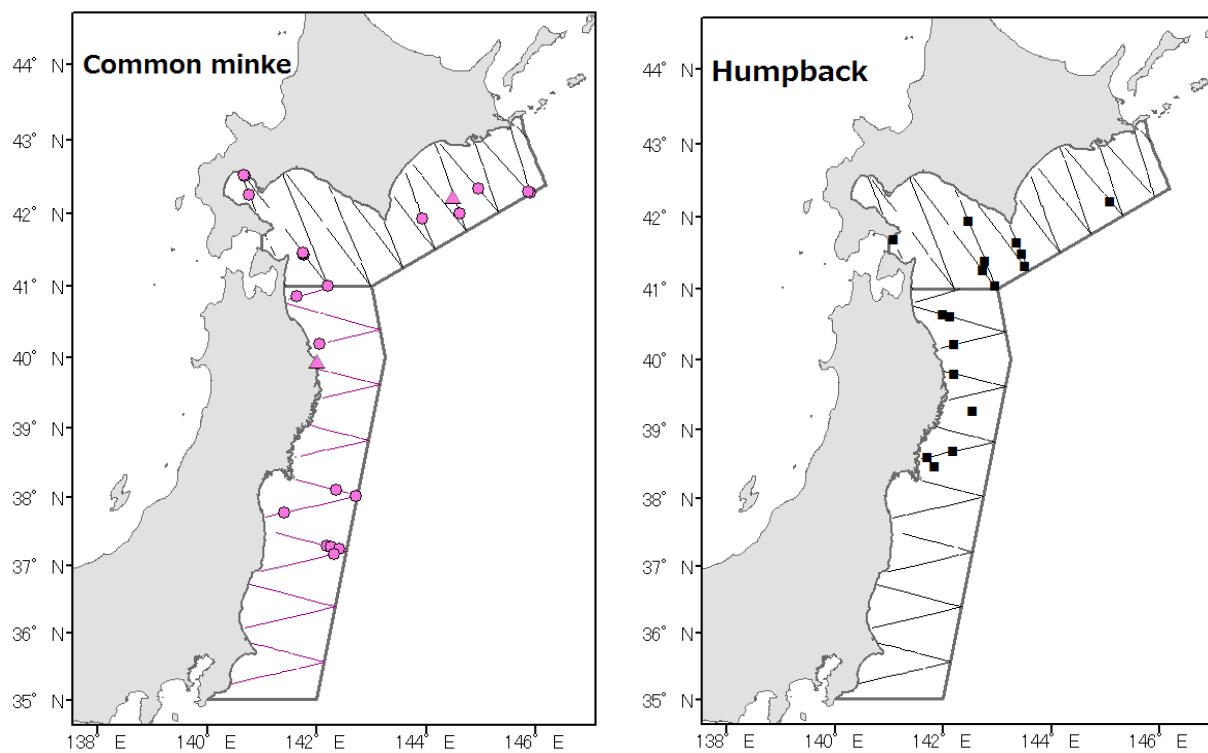 Common minke
44° N
43° N
42° N
41° N
40° N
39° N
38° N
37° N
36° N
35° N
138° E
140° E
142° E
144° E
146° E
Humpback
44° N
43° N
42° N
41° N
40° N
39° N
38° N
37° N
36° N
35° N
138° E
140° E
142° E
144° E
146° E